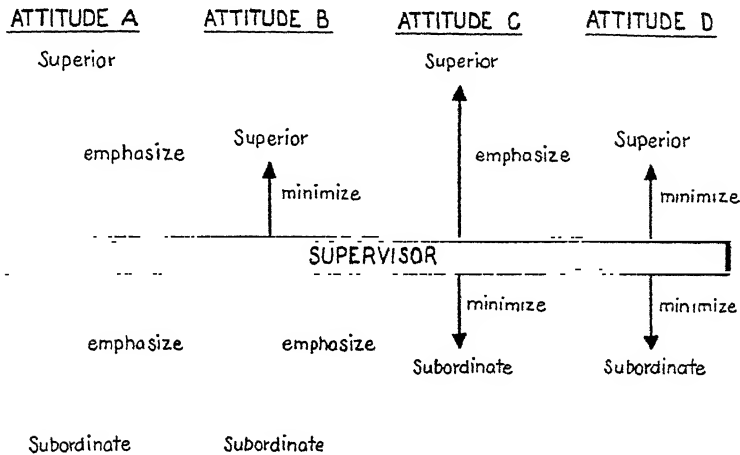 ATTITUDE A ATTITUDE B ATTITUDE C ATTITUDE D
Superior Superior
emphasize Superior emphasize Superior
minimize minimize
SUPERVISOR
minimize minimize
emphasize emphasize
Subordinate Subordinate
Subordinate Subordinate